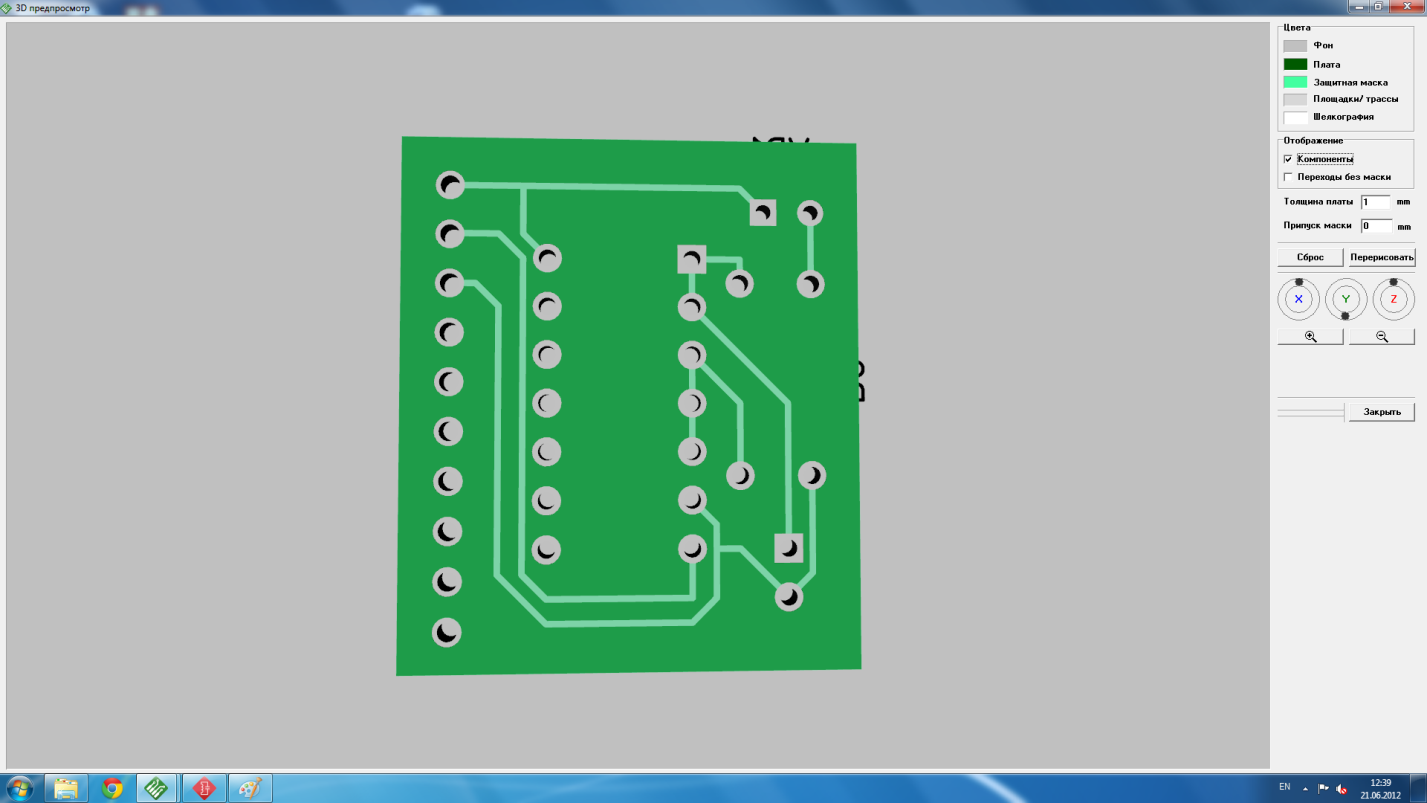 3D предпросмотр
Цвета
Фон
Плата
Защитная маска
Площадки/ трассы
Шелкография
Отображение
Компоненты
Переходы без маски
Толщина платы 1 mm
Припуск маски 0 mm
Сброс Перерисовать
X Y Z
Закрыть
EN 12:39
21.06.2012